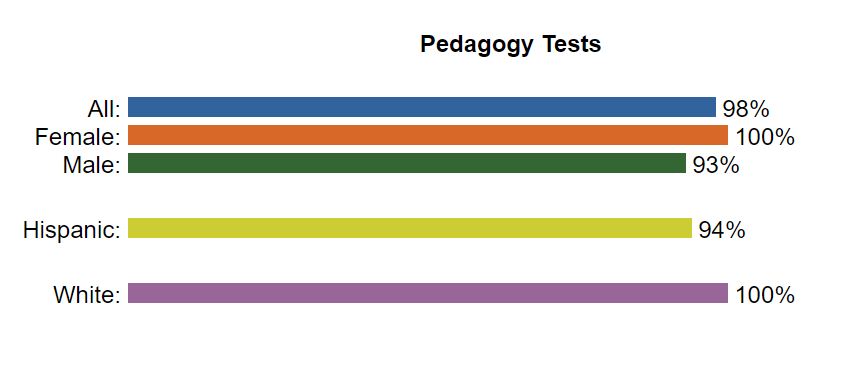 Pedagogy Tests
All: 98%
Female: 100%
Male: 93%
Hispanic: 94%
White: 100%